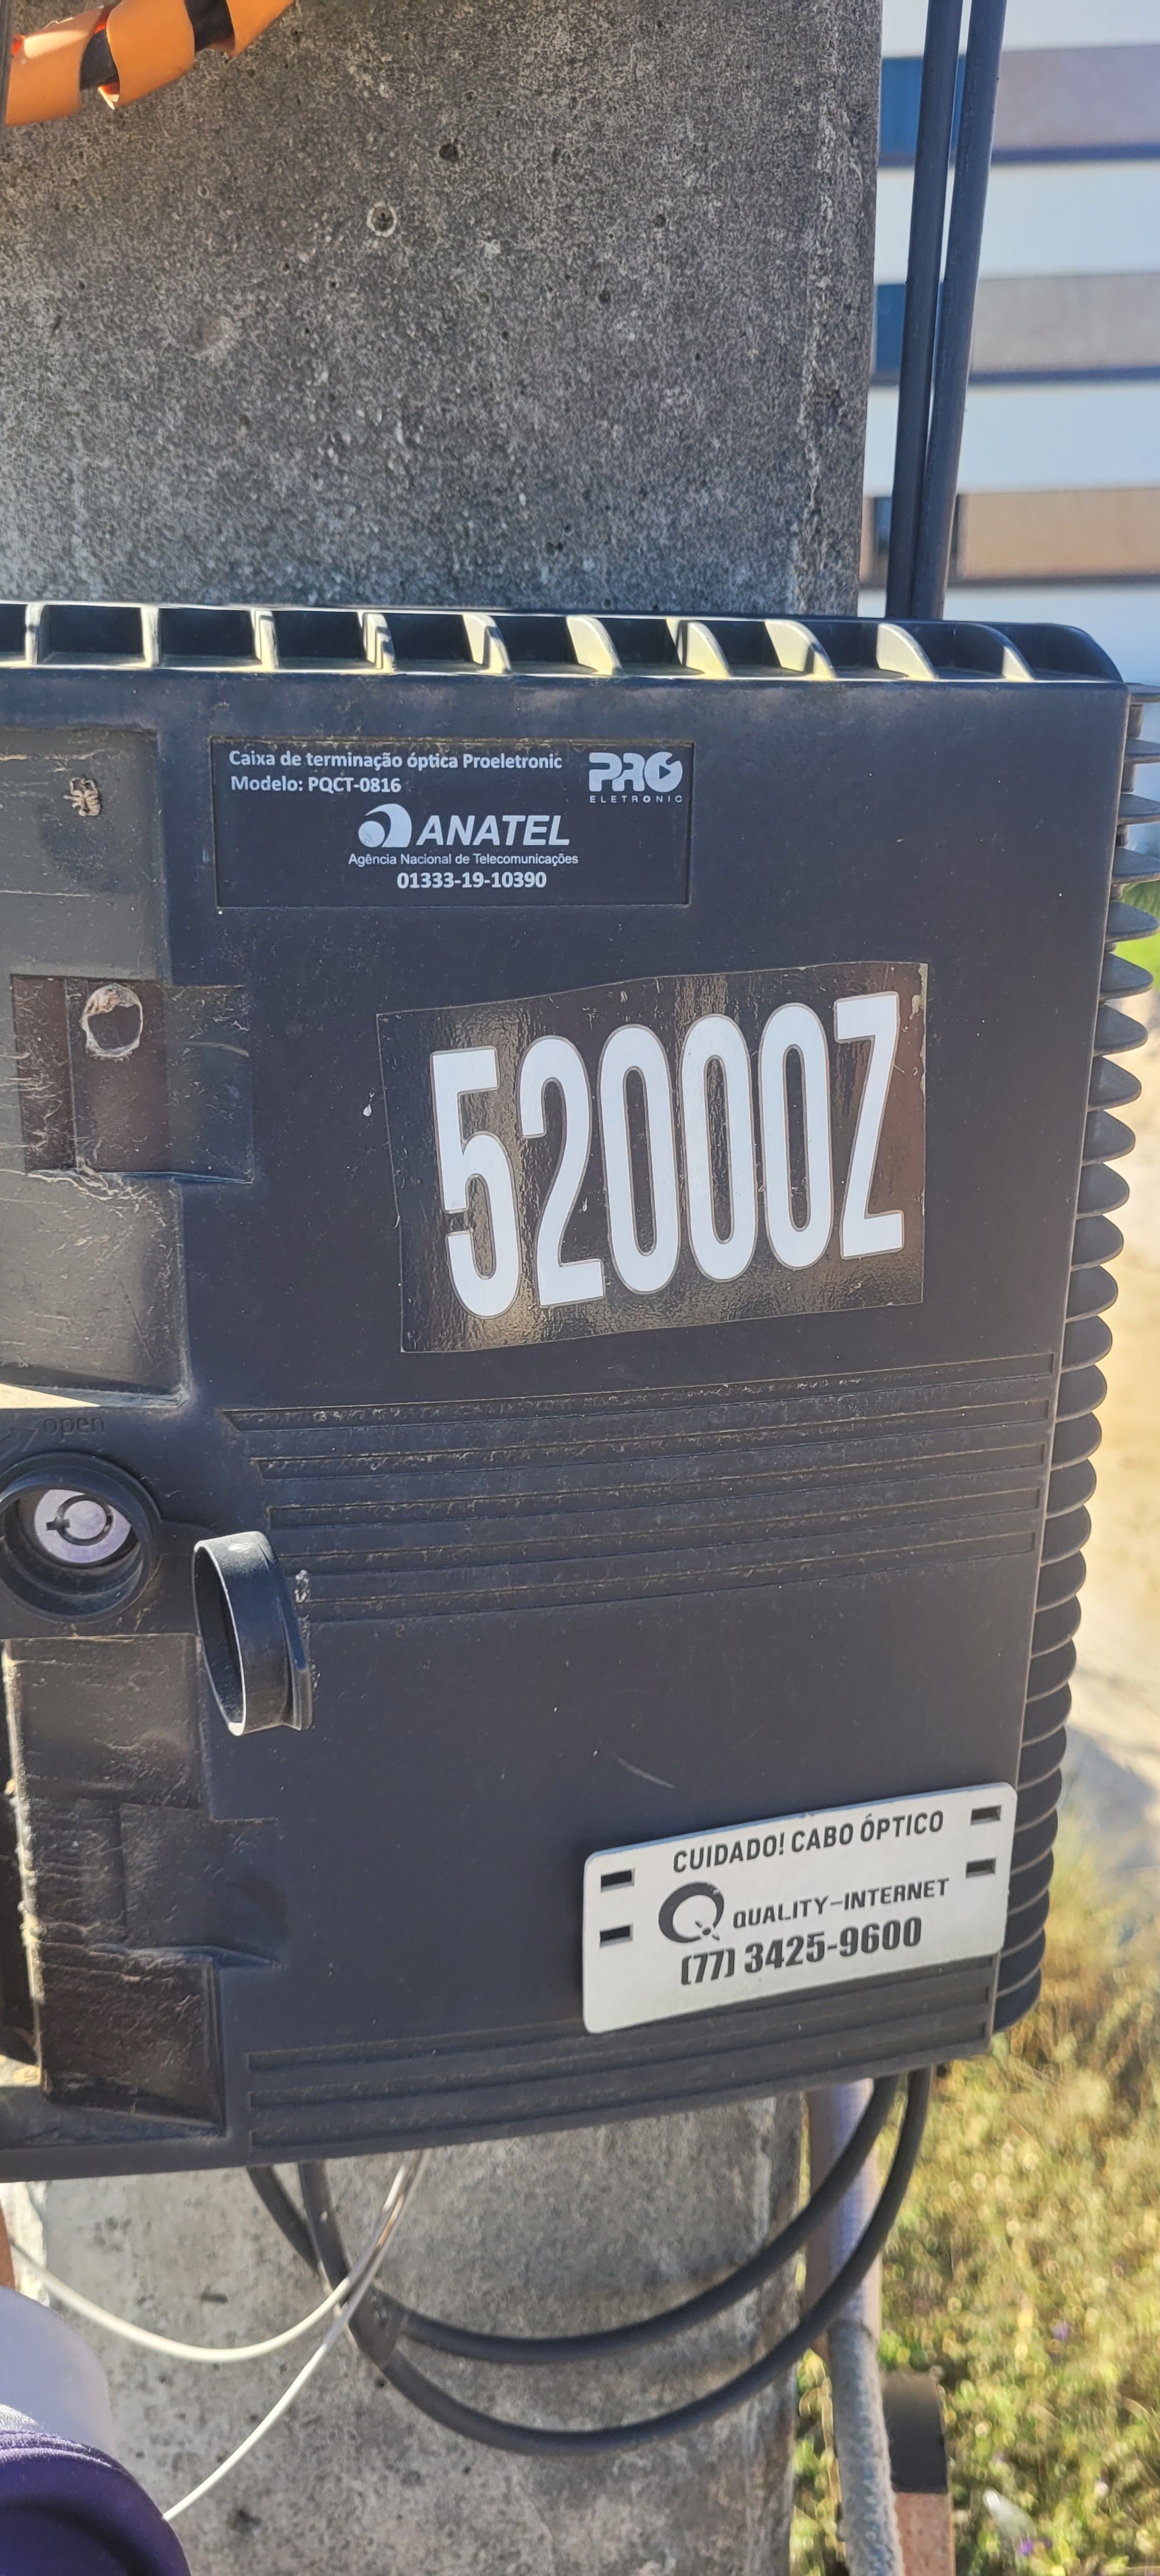 Caixa de terminação óptica Proeletronic
Modelo: PQCT-0816
PRO
ELETRONIC
ANATEL
Agência Nacional de Telecomunicações
01333-19-10390
52000Z
open
CUIDADO! CABO ÓPTICO
QUALITY-INTERNET
(77) 3425-9600